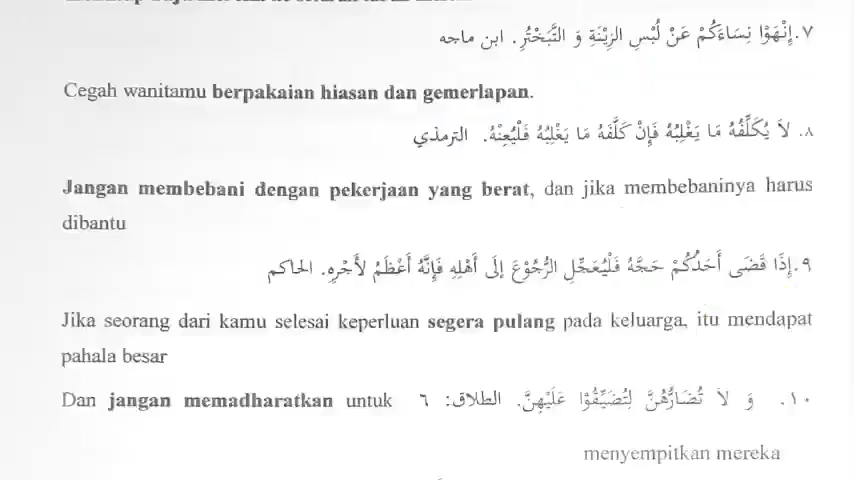 ٧.إِنْهَوْا نِسَاءَكُمْ عَنْ لُبْسِ الزِيْنَةِ وَ التَّبَخْتُرِ. ابن ماجه
Cegah wanitamu berpakaian hiasan dan gemerlapan.
٨. لاَ يُكَلِّفُهُ مَا يَغْلِبُهُ فَإِنْ كَلَّفَهُ مَا يَغْلِبُهُ فَلْيُعِنْهُ. الترمذي
Jangan membebani dengan pekerjaan yang berat, dan jika membebaninya harus
dibantu
٩.إِذَا قَضَى أَحَدُكُمْ حَجَّهُ فَلْيُعَجِّلِ الرُّجُوْعَ إِلَى أَهْلِهِ فَإِنَّهُ أَعْظَمُ لأَجْرِهِ. الحاكم
Jika seorang dari kamu selesai keperluan segera pulang pada keluarga, itu mendapat
pahala besar
١٠. وَ لاَ تُضَارُّهُنَّ لِتُضَيِّقُوْا عَلَيْهِنَّ. الطلاق: ٦ Dan jangan memadharatkan untuk
menyempitkan mereka